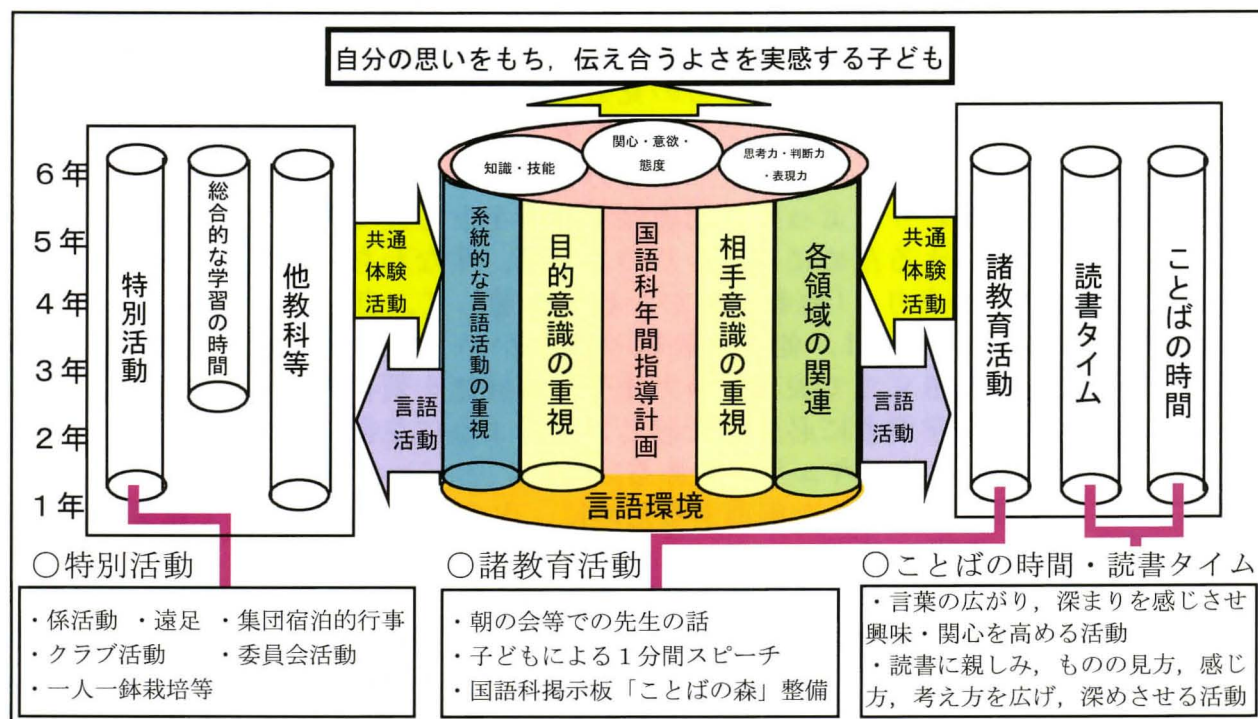 自分の思いをもち，伝え合うよさを実感する子ども
6年
5年
4年
3年
2年
1年
特別活動
総合的な学習の時間
他教科等
共通
体験
活動
言語
活動
知識・技能
関心・意欲・
態度
思考力・判断力
・表現力
系統的な言語活動の重視
目的意識の重視
国語科年間指導計画
相手意識の重視
各領域の関連
言語環境
共通
体験
活動
言語
活動
諸教育活動
読書タイム
ことばの時間
○特別活動
・係活動 ・遠足 ・集団宿泊的行事
・クラブ活動 ・委員会活動
・一人一鉢栽培等
○諸教育活動
・朝の会等での先生の話
・子どもによる１分間スピーチ
・国語科掲示板「ことばの森」整備
○ことばの時間・読書タイム
・言葉の広がり，深まりを感じさせ
興味・関心を高める活動
・読書に親しみ，ものの見方，感じ
方，考え方を広げ，深めさせる活動